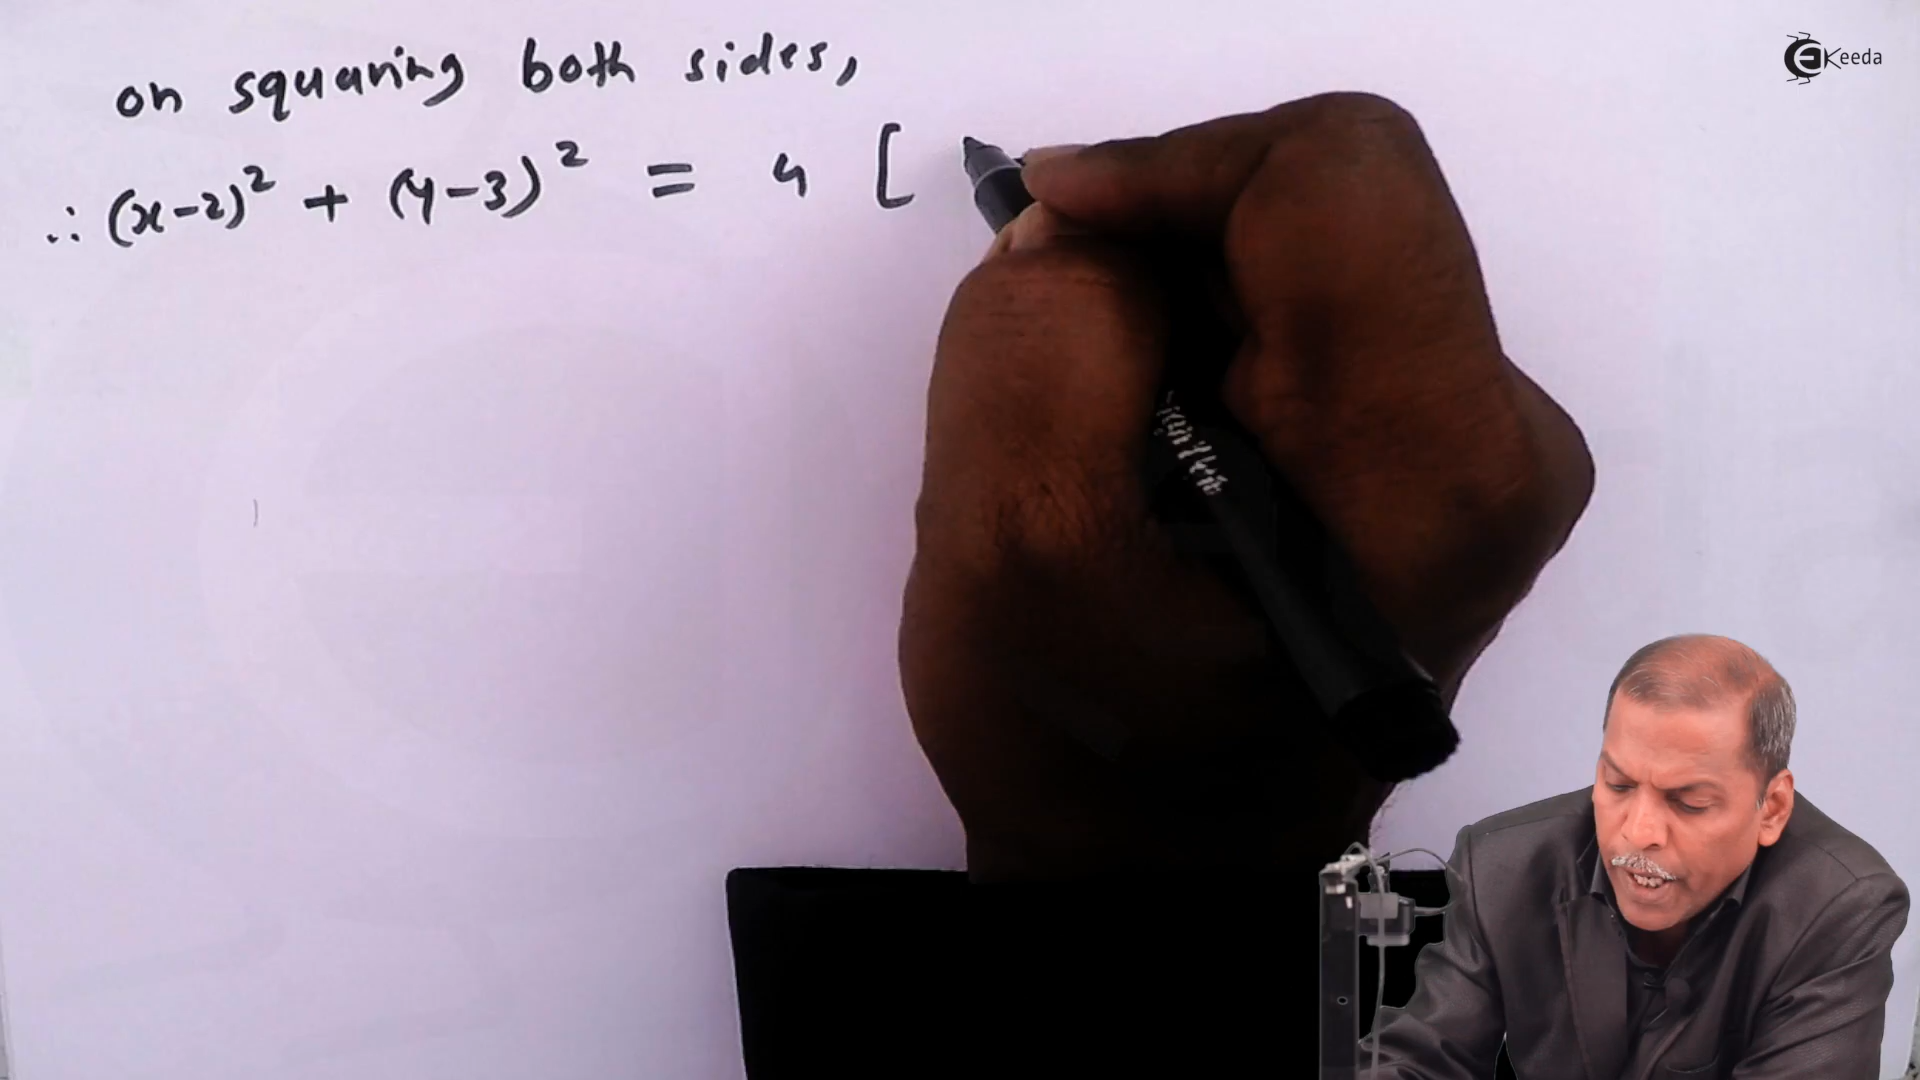 on squaring both sides,
∴ (x-2)² + (y-3)² = 4 [
Keeda